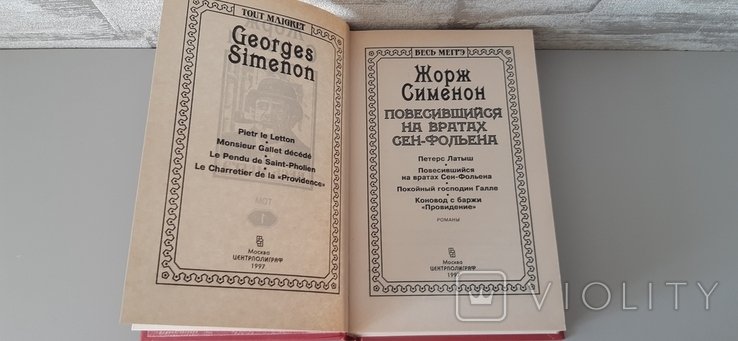 TOUT MAIGRET
Georges
Simenon
Pietr le Letton
Monsieur Gallet décédé
Le Pendu de Saint-Pholien
Le Charretier de la «Providence»
Москва
ЦЕНТРПОЛИГРАФ
1997
ВЕСЬ МЕГРЭ
Жорж
Сименон
ПОВЕСИВШИЙСЯ
НА ВРАТАХ
СЕН-ФОЛЬЕНА
Петерс Латыш
Повесившийся
на вратах Сен-Фольена
Покойный господин Галле
Коновод с баржи
«Провидение»
РОМАНЫ
Москва
ЦЕНТРПОЛИГРАФ
VIOLITY